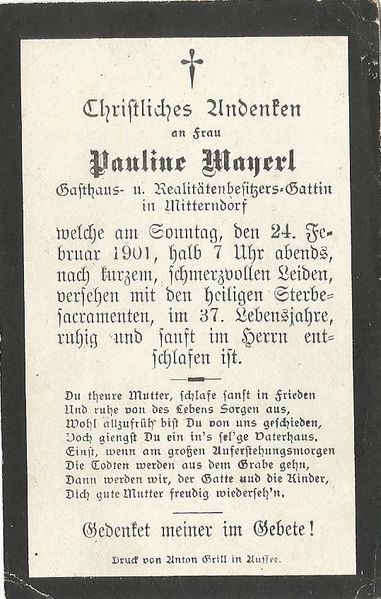 Christliches Andenken
an Frau
Pauline Mayerl
Gasthaus- u. Realitätenbesitzers-Gattin
in Mitterndorf
welche am Sonntag, den 24. Fe-
bruar 1901, halb 7 Uhr abends,
nach kurzem, schmerzvollen Leiden,
versehen mit den heiligen Sterbe-
sacramenten, im 37. Lebensjahre,
ruhig und sanft im Herrn ent-
schlafen ist.
Du theure Mutter, schlafe sanft in Frieden
Und ruhe von des Lebens Sorgen aus,
Wohl allzufrüh bist Du von uns geschieden,
Doch giengst Du ein in's sel'ge Vaterhaus.
Einst, wenn am großen Auferstehungsmorgen
Die Todten werden aus dem Grabe gehn,
Dann werden wir, der Gatte und die Kinder,
Dich gute Mutter freudig wiederseh'n.
Gedenket meiner im Gebete!
Druck von Anton Grill in Aussee.